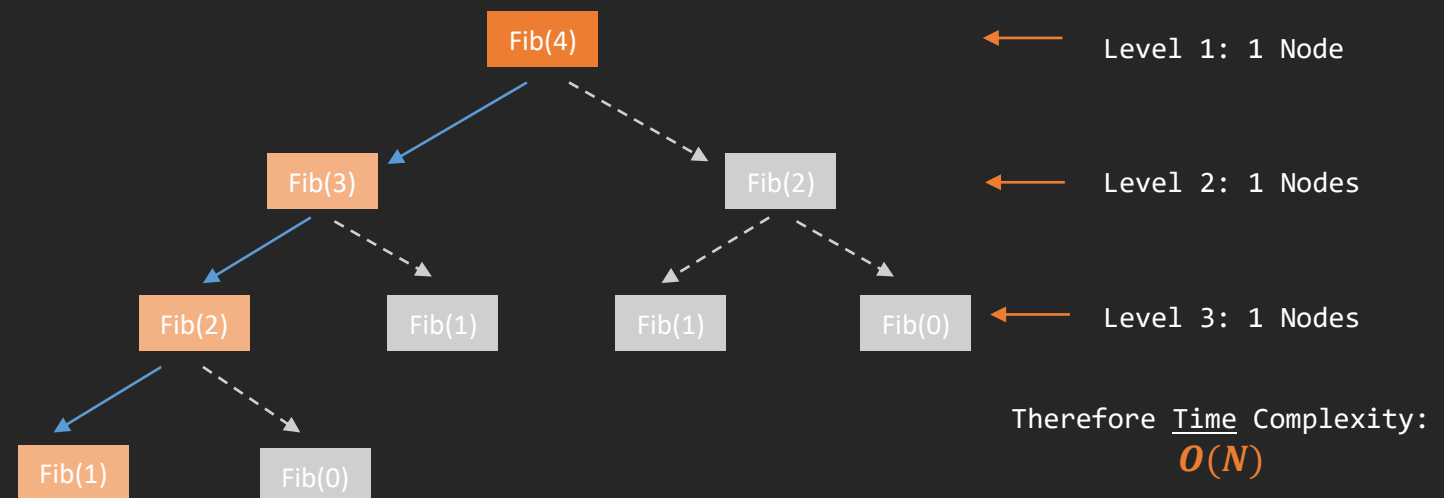 Fib(4)
Level 1: 1 Node
Fib(3)
Fib(2)
Level 2: 1 Nodes
Fib(2)
Fib(1)
Fib(1)
Fib(0)
Level 3: 1 Nodes
Therefore Time Complexity:
O(N)
Fib(1)
Fib(0)